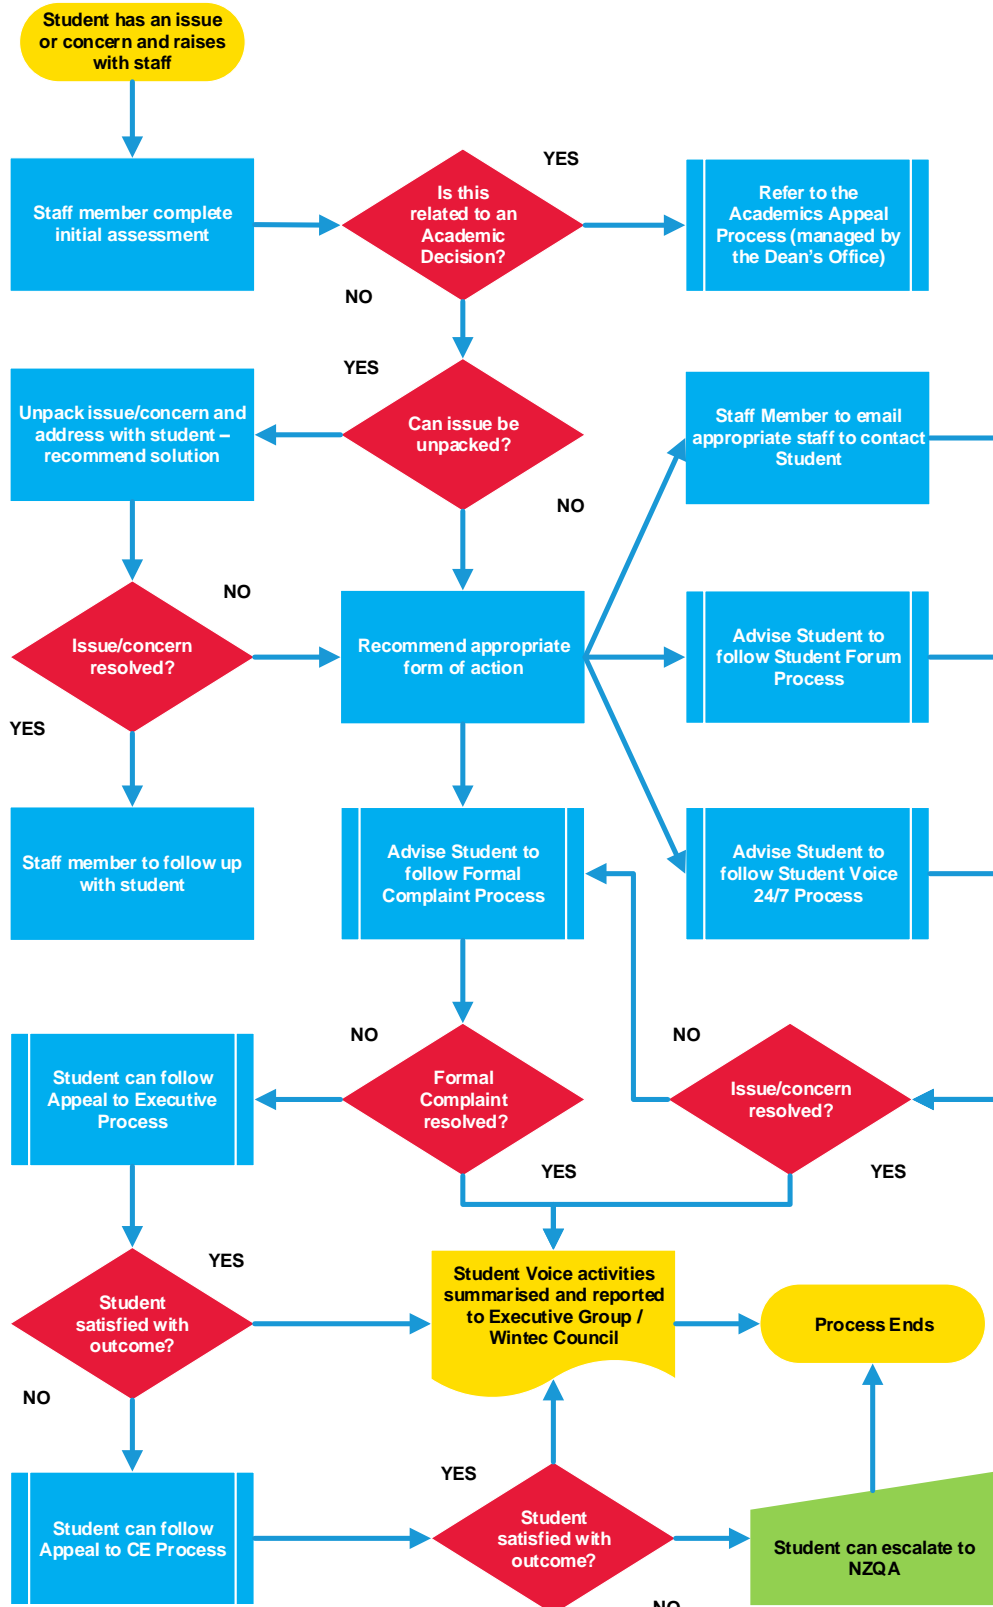 Student has an issue
or concern and raises
with staff
YES
Staff member complete
initial assessment
Is this
related to an
Academic
Decision?
Refer to the
Academics Appeal
Process (managed by
the Dean's Office)
NO
YES
Unpack issue/concern and
address with student –
recommend solution
Can issue be
unpacked?
Staff Member to email
appropriate staff to contact
Student
NO
NO
Issue/concern
resolved?
Recommend appropriate
form of action
Advise Student to
follow Student Forum
Process
YES
Staff member to follow up
with student
Advise Student to
follow Formal
Complaint Process
Advise Student to
follow Student Voice
24/7 Process
NO
NO
Student can follow
Appeal to Executive
Process
Formal
Complaint
resolved?
Issue/concern
resolved?
YES
YES
YES
Student
satisfied with
outcome?
Student Voice activities
summarised and reported
to Executive Group /
Wintec Council
Process Ends
NO
YES
Student can follow
Appeal to CE Process
Student
satisfied with
outcome?
Student can escalate to
NZQA
NO